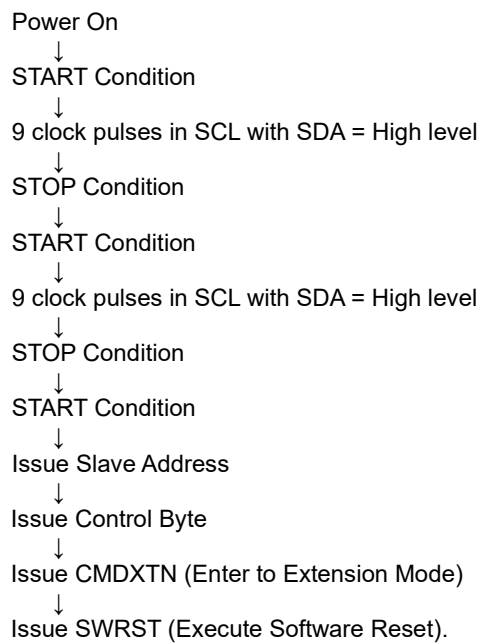 Power On
↓
START Condition
↓
9 clock pulses in SCL with SDA = High level
↓
STOP Condition
↓
START Condition
↓
9 clock pulses in SCL with SDA = High level
↓
STOP Condition
↓
START Condition
↓
Issue Slave Address
↓
Issue Control Byte
↓
Issue CMDXTN (Enter to Extension Mode)
↓
Issue SWRST (Execute Software Reset).